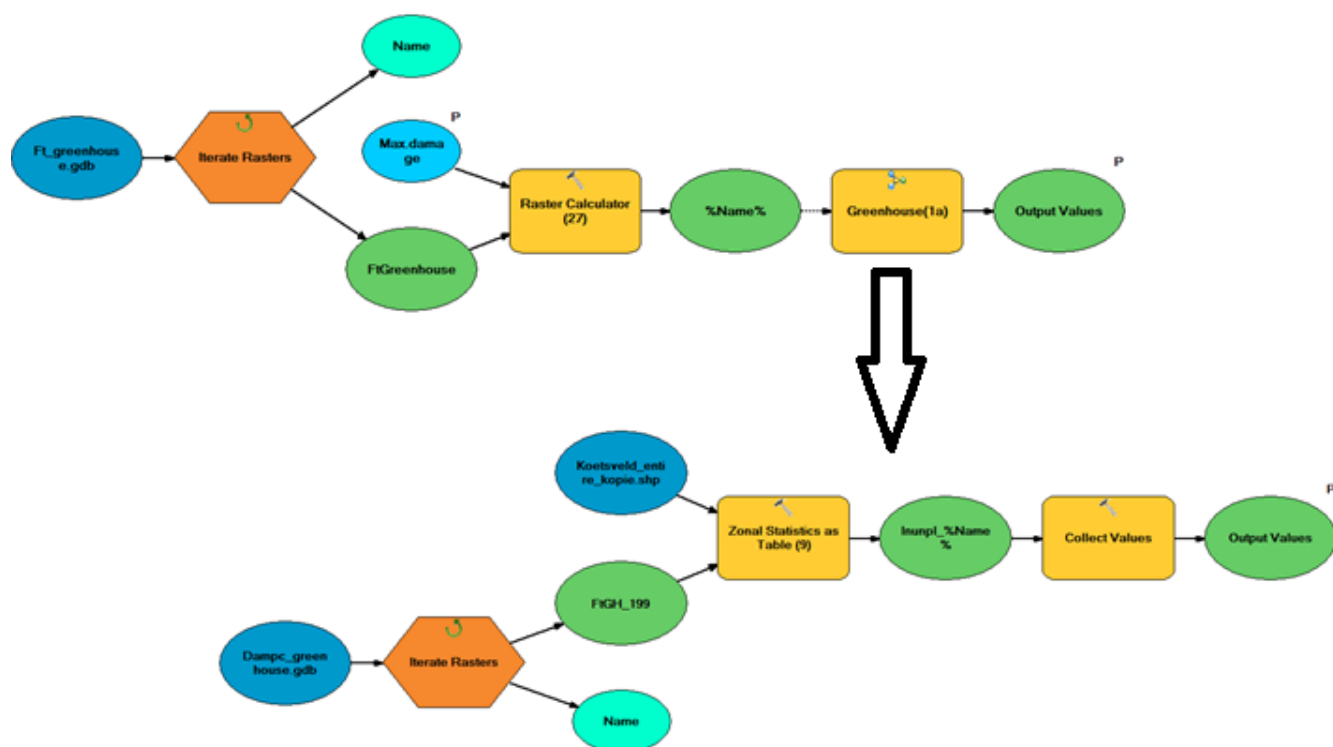 Name
P
Ft_greenhous
e.gdb
Iterate Rasters
Max.dama
ge
Raster Calculator
(27)
%Name%
Greenhouse(1a)
P
Output Values
FtGreenhouse
Koetsveld_enti
re_kopie.shp
Zonal Statistics as
Table (9)
Inunpl_%Name
%
Collect Values
P
Output Values
FtGH_199
Dampc_green
house.gdb
Iterate Rasters
Name